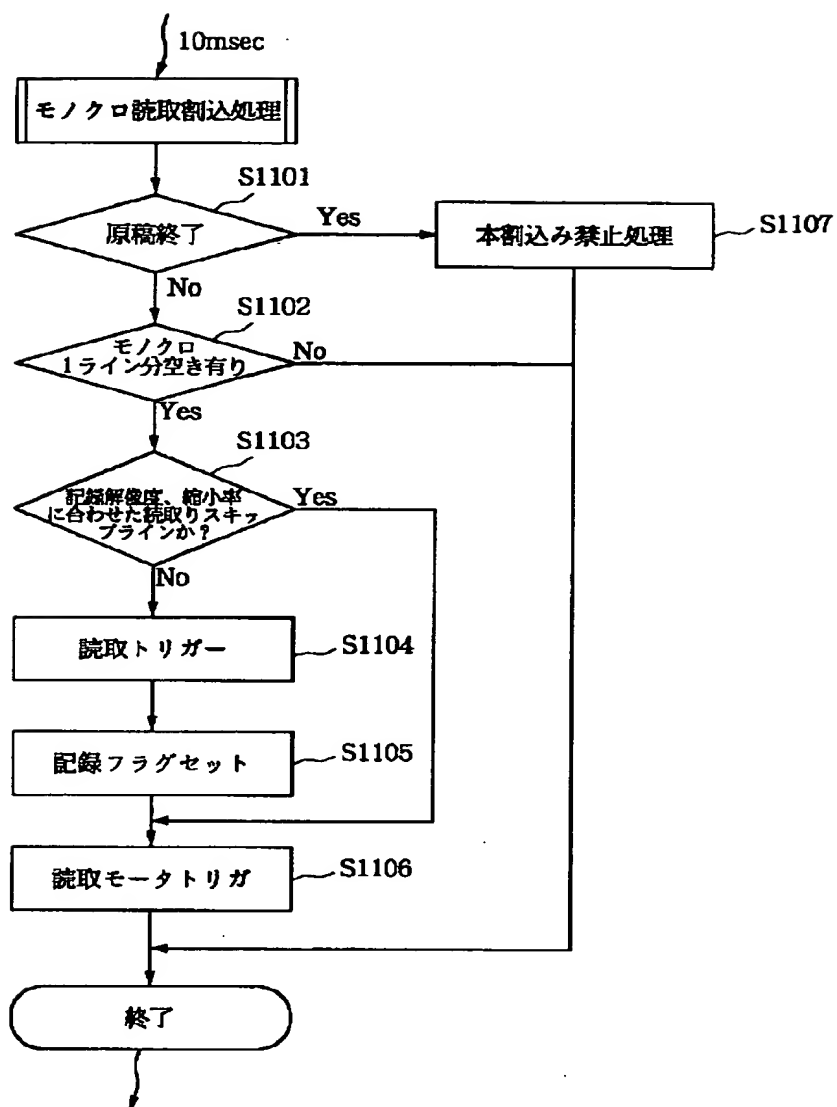 10msec
モノクロ読取割込処理
S1101
原稿終了
Yes
本割込み禁止処理
S1107
No
S1102
モノクロ
1ライン分空き有り
No
Yes
S1103
記録解像度、縮小率
に合わせた読取りスキッ
プラインか?
Yes
No
読取トリガー
S1104
記録フラグセット
S1105
読取モータトリガ
S1106
終了